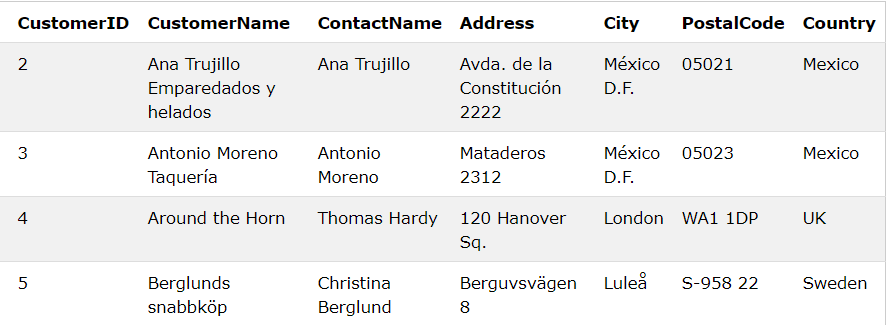 CustomerID CustomerName ContactName Address City PostalCode Country
2 Ana Trujillo Ana Trujillo Avda. de la México 05021 Mexico
Emparedados y Constitución D.F.
helados 2222
3 Antonio Moreno Antonio Mataderos México 05023 Mexico
Taquería Moreno 2312 D.F.
4 Around the Horn Thomas Hardy 120 Hanover London WA1 1DP UK
Sq.
5 Berglunds Christina Berguvsvägen Luleå S-958 22 Sweden
snabbköp Berglund 8